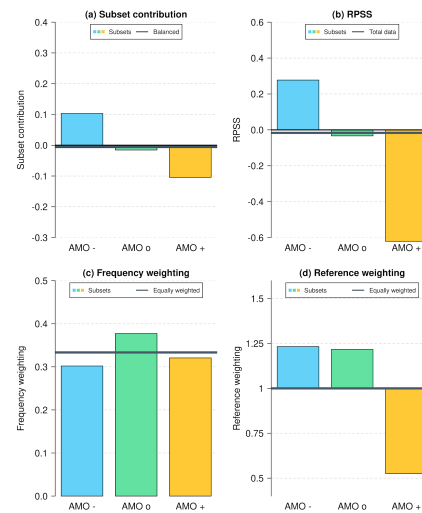 (a) Subset contribution
Subsets Balanced
Subset contribution
0.4
0.3
0.2
0.1
0.0
-0.1
-0.2
-0.3
AMO - AMO o AMO +
(b) RPSS
Subsets Total data
RPSS
0.6
0.4
0.2
0.0
-0.2
-0.4
-0.6
AMO - AMO o AMO +
(c) Frequency weighting
Subsets Equally weighted
Frequency weighting
0.5
0.4
0.3
0.2
0.1
0.0
AMO - AMO o AMO +
(d) Reference weighting
Subsets Equally weighted
Reference weighting
1.5
1.25
1
0.75
0.5
AMO - AMO o AMO +